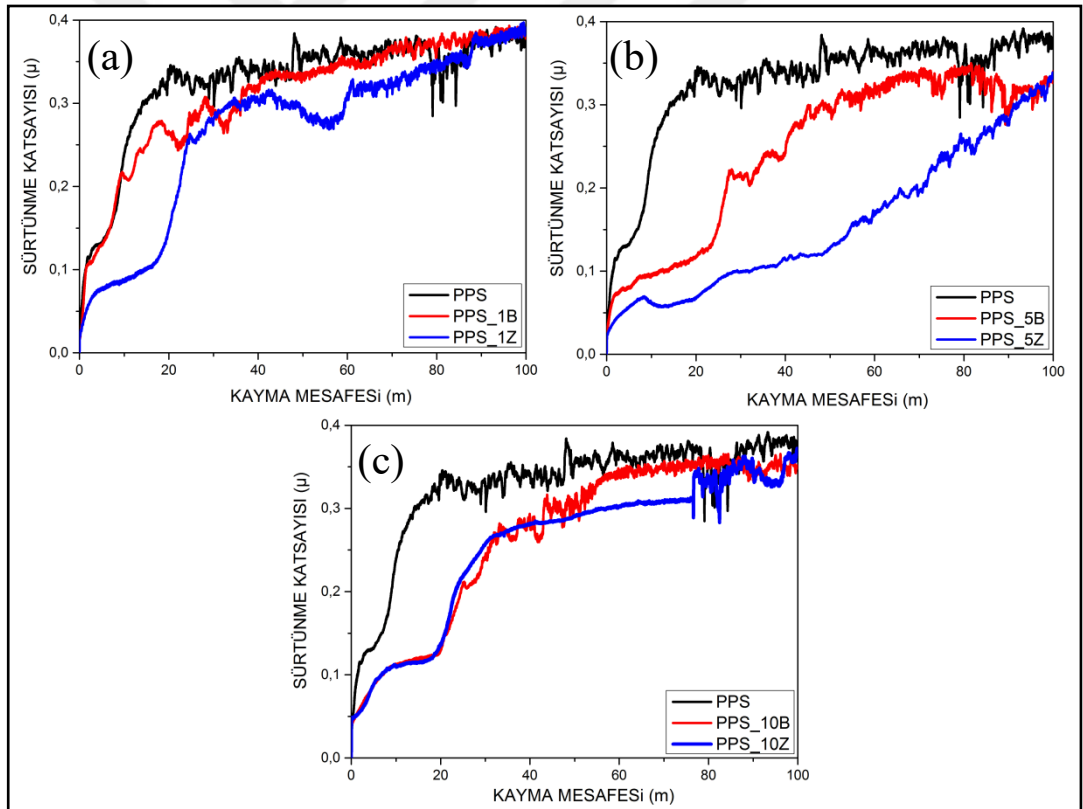 (a)
SÜRTÜNME KATSAYISI (µ)
0,4
0,3
0,2
0,1
0,0
0 20 40 60 80 100
KAYMA MESAFESi (m)
PPS
PPS_1B
PPS_1Z
(b)
SÜRTÜNME KATSAYISI (µ)
0,4
0,3
0,2
0,1
0,0
0 20 40 60 80 100
KAYMA MESAFESi (m)
PPS
PPS_5B
PPS_5Z
(c)
SÜRTÜNME KATSAYISI (µ)
0,4
0,3
0,2
0,1
0,0
0 20 40 60 80 100
KAYMA MESAFESi (m)
PPS
PPS_10B
PPS_10Z